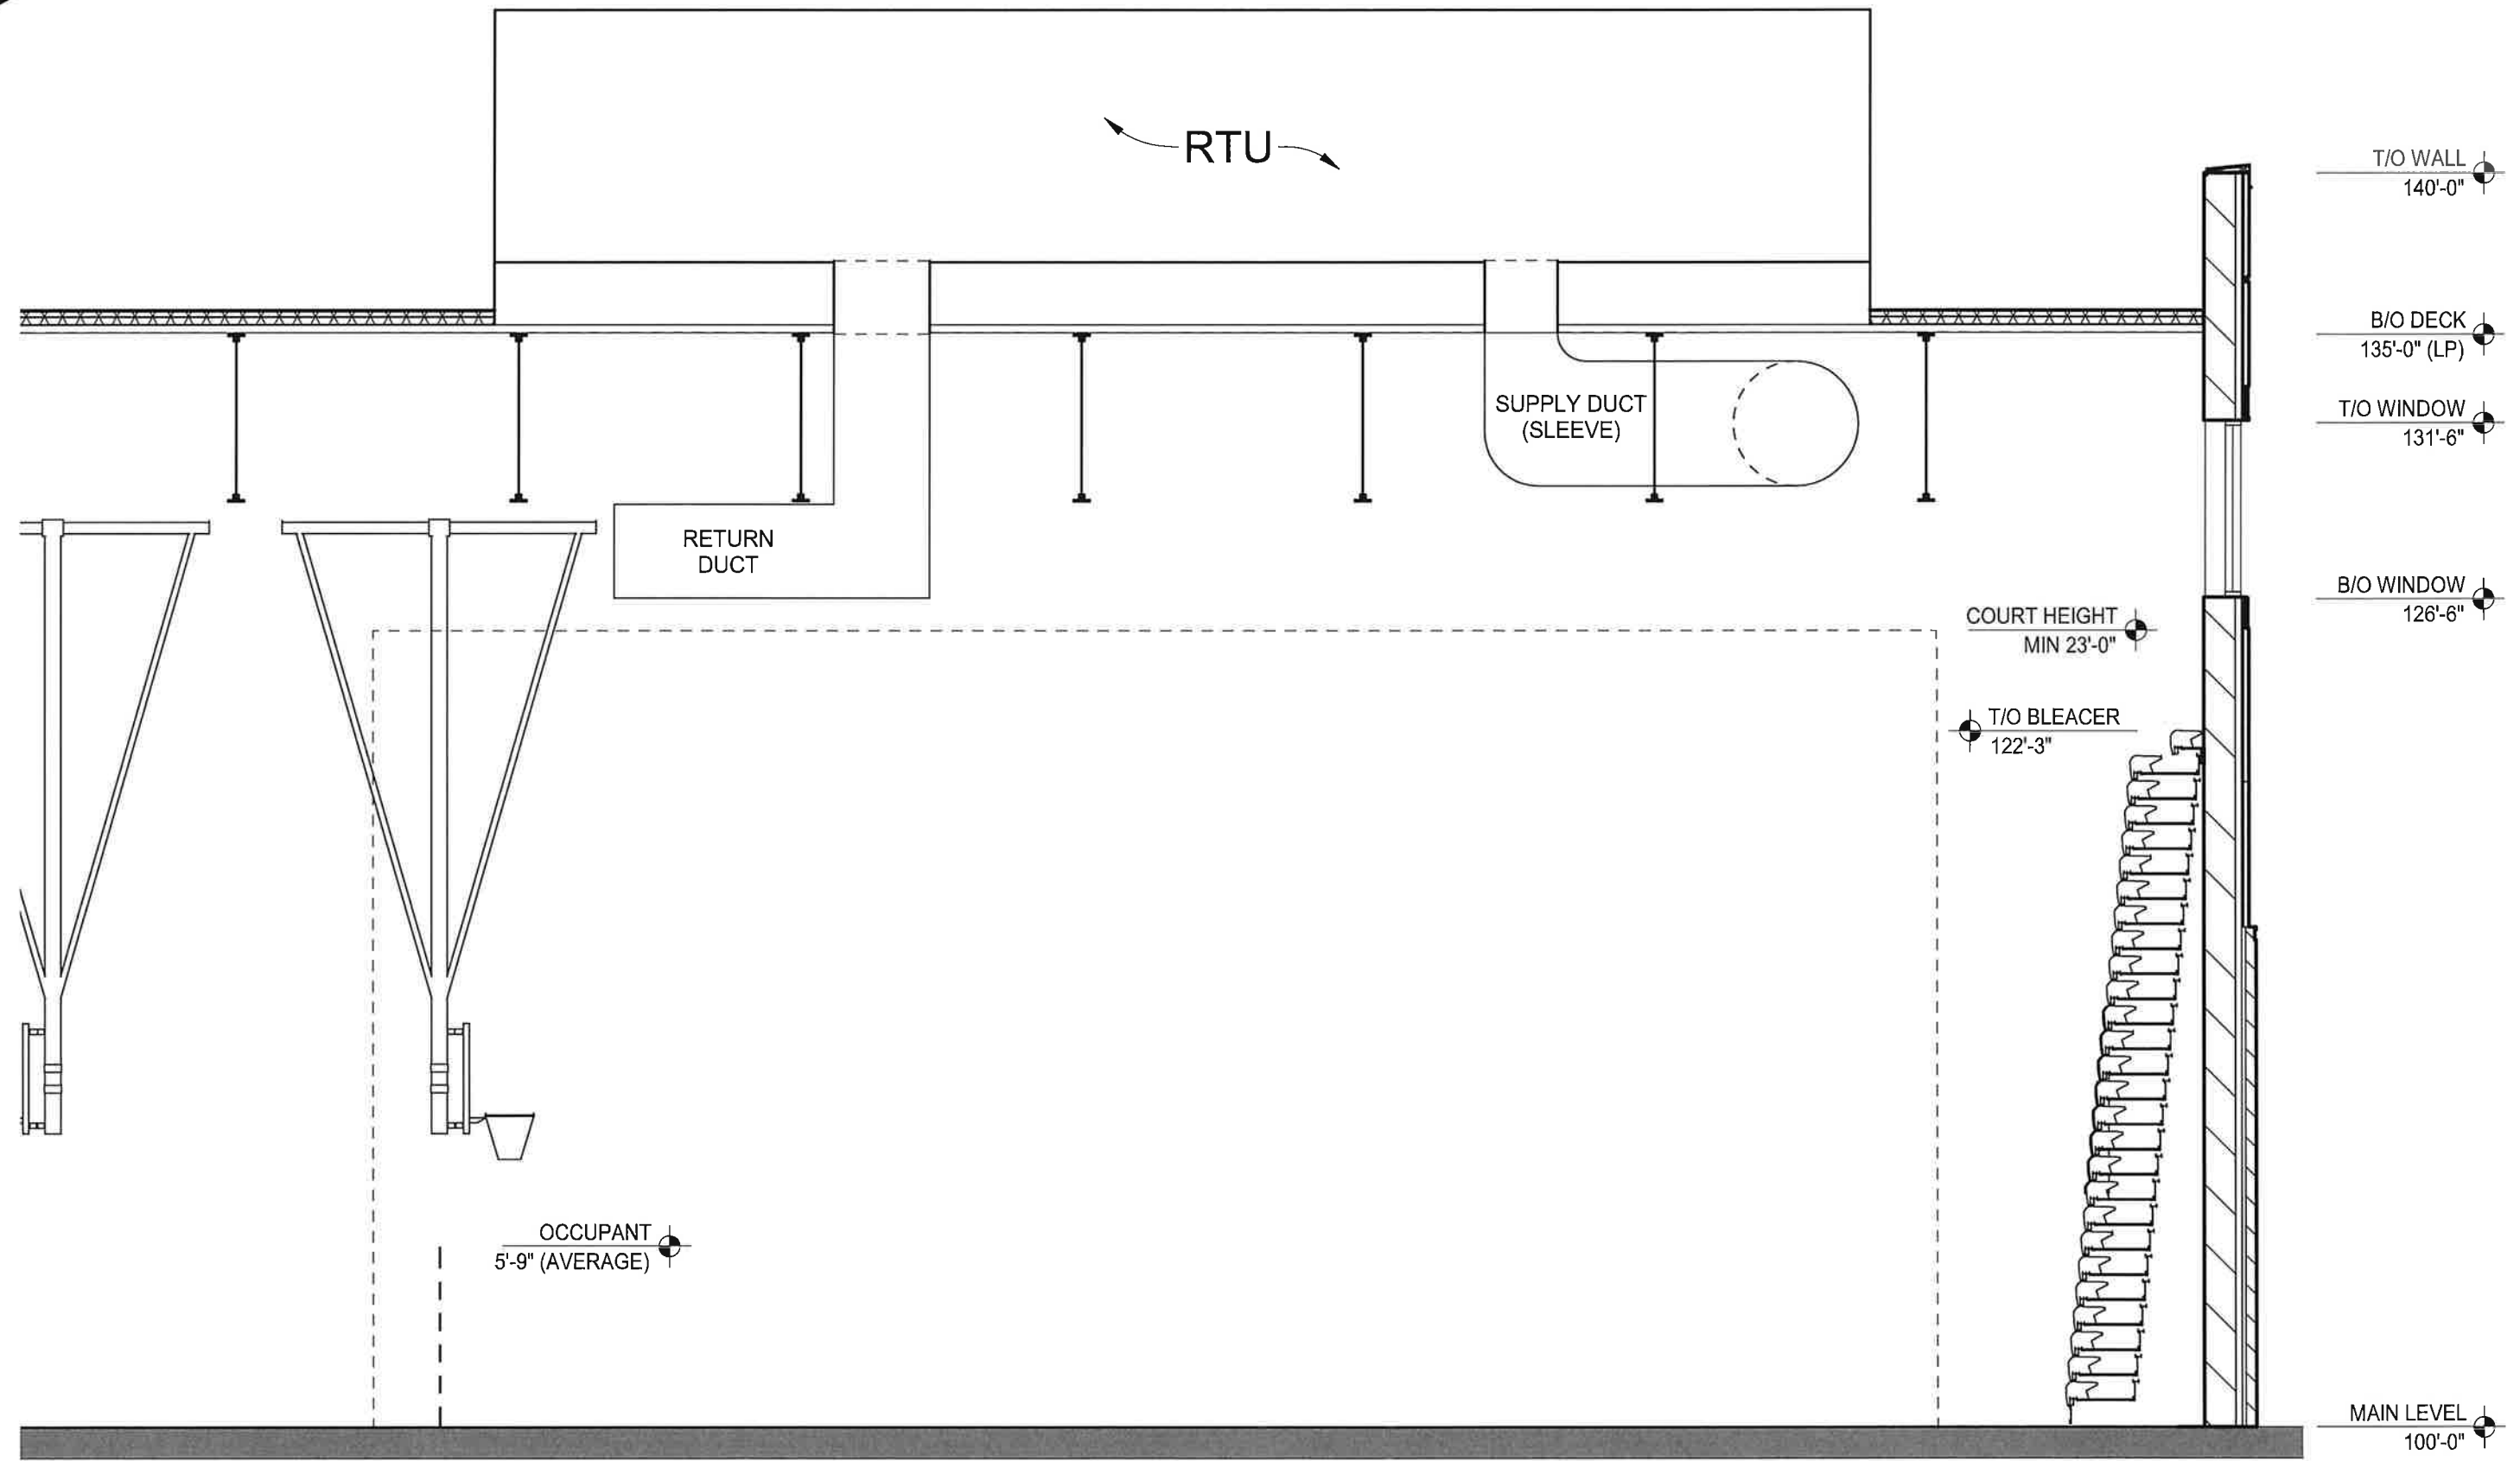 RTU
T/O WALL
140'-0"
B/O DECK
135'-0" (LP)
SUPPLY DUCT
(SLEEVE)
T/O WINDOW
131'-6"
RETURN
DUCT
B/O WINDOW
126'-6"
COURT HEIGHT
MIN 23'-0"
T/O BLEACER
122'-3"
OCCUPANT
5'-9" (AVERAGE)
MAIN LEVEL
100'-0"